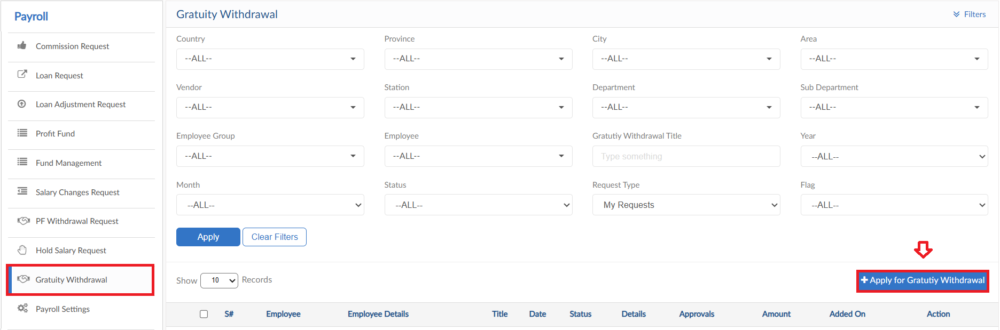 Payroll
Commission Request
Loan Request
Loan Adjustment Request
Profit Fund
Fund Management
Salary Changes Request
PF Withdrawal Request
Hold Salary Request
Gratuity Withdrawal
Payroll Settings
Gratuity Withdrawal Filters
Country Province City Area
--ALL-- --ALL-- --ALL-- --ALL--
Vendor Station Department Sub Department
--ALL-- --ALL-- --ALL-- --ALL--
Employee Group Employee Gratutiy Withdrawal Title Year
--ALL-- --ALL-- Type something --ALL--
Month Status Request Type Flag
--ALL-- --ALL-- My Requests --ALL--
Apply Clear Filters
Show 10 Records +Apply for Gratutiy Withdrawal
S# Employee Employee Details Title Date Status Details Approvals Amount Added On Action